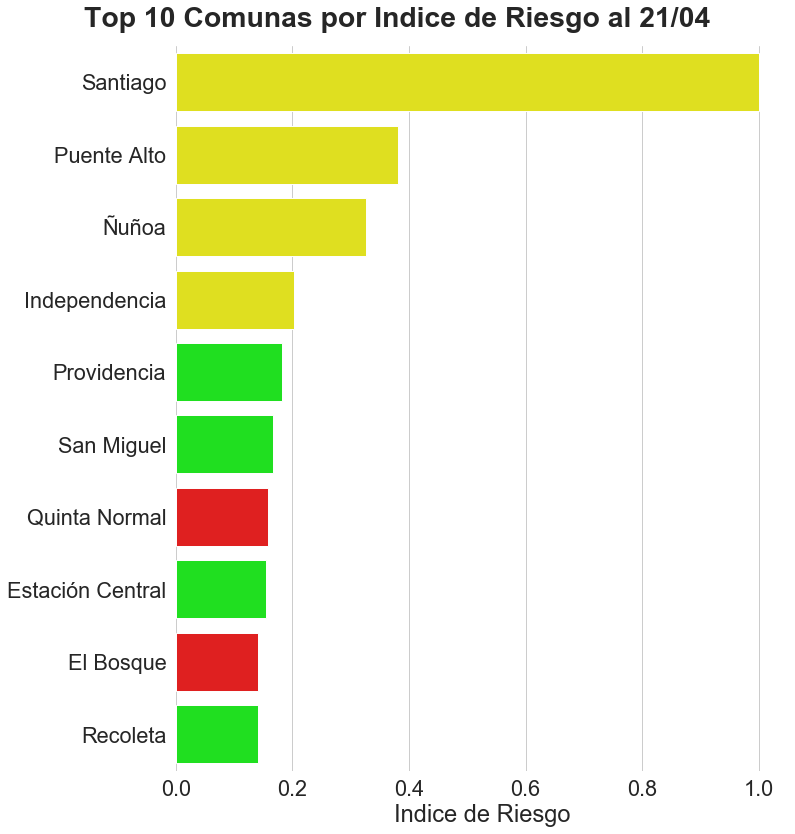 Top 10 Comunas por Indice de Riesgo al 21/04
Santiago
Puente Alto
Ñuñoa
Independencia
Providencia
San Miguel
Quinta Normal
Estación Central
El Bosque
Recoleta
0.0 0.2 0.4 0.6 0.8 1.0
Indice de Riesgo